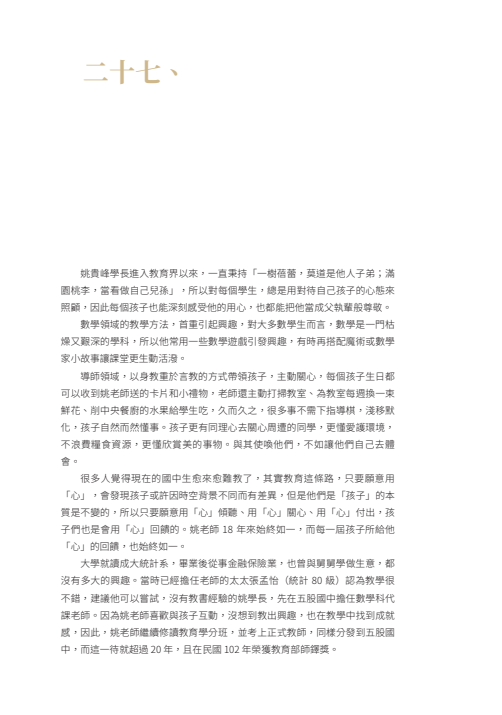 二十七、
姚貴峰學長進入教育界以來，一直秉持「一樹蓓蕾，莫道是他人子弟；滿
園桃李，當看做自己兒孫」，所以對每個學生，總是用對待自己孩子的心態來
照顧，因此每個孩子也能深刻感受他的用心，也都能把他當成父執輩般尊敬。
數學領域的教學方法，首重引起興趣，對大多數學生而言，數學是一門枯
燥又艱深的學科，所以他常用一些數學遊戲引發興趣，有時再搭配魔術或數學
家小故事讓課堂更生動活潑。
導師領域，以身教重於言教的方式帶領孩子，主動關心，每個孩子生日都
可以收到姚老師送的卡片和小禮物，老師還主動打掃教室、為教室每週換一束
鮮花、削中央餐廚的水果給學生吃，久而久之，很多事不需下指導棋，淺移默
化，孩子自然而然懂事。孩子更有同理心去關心周遭的同學，更懂愛護環境，
不浪費糧食資源，更懂欣賞美的事物。與其使喚他們，不如讓他們自己去體
會。
很多人覺得現在的國中生愈來愈難教了，其實教育這條路，只要願意用
「心」，會發現孩子或許因時空背景不同而有差異，但是他們是「孩子」的本
質是不變的，所以只要願意用「心」傾聽、用「心」關心、用「心」付出，孩
子們也是會用「心」回饋的。姚老師 18 年來始終如一，而每一屆孩子所給他
「心」的回饋，也始終如一。
大學就讀成大統計系，畢業後從事金融保險業，也曾與舅舅學做生意，都
沒有多大的興趣。當時已經擔任老師的太太張孟怡（統計 80 級）認為教學很
不錯，建議他可以嘗試，沒有教書經驗的姚學長，先在五股國中擔任數學科代
課老師。因為姚老師喜歡與孩子互動，沒想到教出興趣，也在教學中找到成就
感，因此，姚老師繼續修讀教育學分班，並考上正式教師，同樣分發到五股國
中，而這一待就超過 20 年，且在民國 102 年榮獲教育部師鐸獎。